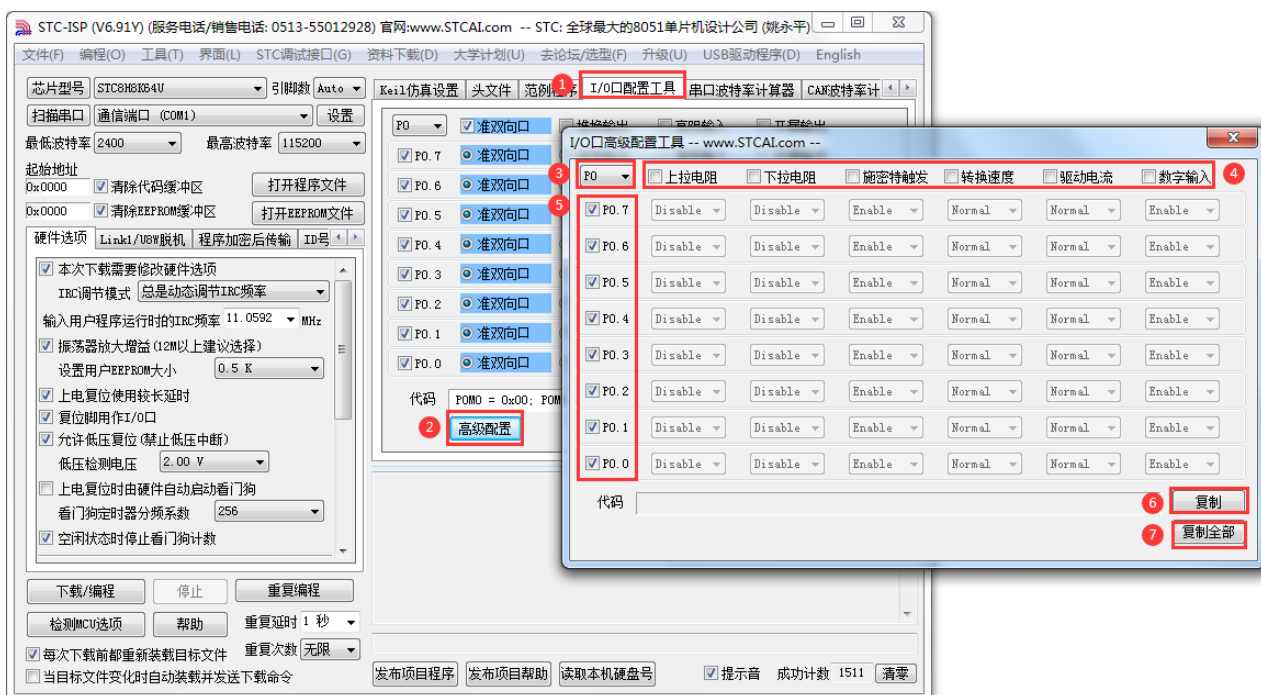 STC-ISP (V6.91Y) (服务电话/销售电话: 0513-55012928) 官网:www.STCAI.com -- STC: 全球最大的8051单片机设计公司 (姚永平)
文件(F) 编程(O) 工具(T) 界面(L) STC调试接口(G) 资料下载(D) 大学计划(U) 去论坛/选型(F) 升级(U) USB驱动程序(D) English
芯片型号 STC8H8K64U 引脚数 Auto
扫描串口 通信端口 (COM1) 设置
最低波特率 2400 最高波特率 115200
起始地址
0x0000 清除代码缓冲区 打开程序文件
0x0000 清除EEPROM缓冲区 打开EEPROM文件
硬件选项 Link1/U8W脱机 程序加密后传输 ID号
本次下载需要修改硬件选项
IRC调节模式 总是动态调节IRC频率
输入用户程序运行时的IRC频率 11.0592 MHz
振荡器放大增益(12M以上建议选择)
设置用户EEPROM大小 0.5 K
上电复位使用较长延时
复位脚用作I/O口
允许低压复位(禁止低压中断)
低压检测电压 2.00 V
上电复位时由硬件自动启动看门狗
看门狗定时器分频系数 256
空闲状态时停止看门狗计数
下载/编程 停止 重复编程
检测MCU选项 帮助 重复延时 1 秒
每次下载前都重新装载目标文件 重复次数 无限
当目标文件变化时自动装载并发送下载命令
Keil仿真设置 头文件 范例程序 1 I/O口配置工具 串口波特率计算器 CAN波特率计
P0 准双向口 推挽输出 高阻输入 开漏输出
P0.7 准双向口
P0.6 准双向口
P0.5 准双向口
P0.4 准双向口
P0.3 准双向口
P0.2 准双向口
P0.1 准双向口
P0.0 准双向口
代码 P0M0 = 0x00; P0M
2 高级配置
发布项目程序 发布项目帮助 读取本机硬盘号 提示音 成功计数 1511 清零
I/O口高级配置工具 -- www.STCAI.com --
3 P0 上拉电阻 下拉电阻 施密特触发 转换速度 驱动电流 数字输入 4
5 P0.7 Disable Disable Enable Normal Normal Enable
P0.6 Disable Disable Enable Normal Normal Enable
P0.5 Disable Disable Enable Normal Normal Enable
P0.4 Disable Disable Enable Normal Normal Enable
P0.3 Disable Disable Enable Normal Normal Enable
P0.2 Disable Disable Enable Normal Normal Enable
P0.1 Disable Disable Enable Normal Normal Enable
P0.0 Disable Disable Enable Normal Normal Enable
代码 6 复制
7 复制全部